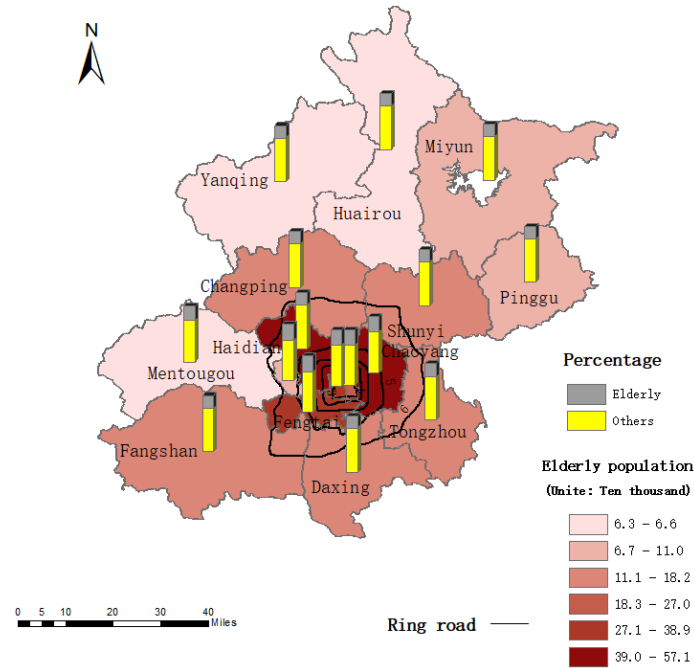 N
Miyun
Yanqing
Huairou
Changping
Pinggu
Shunyi
Haidian
Chaoyang
Mentougou
Fengtai
Tongzhou
Fangshan
Daxing
Percentage
Elderly
Others
Elderly population
(Unite: Ten thousand)
6.3 - 6.6
6.7 - 11.0
11.1 - 18.2
18.3 - 27.0
27.1 - 38.9
39.0 - 57.1
0 5 10 20 30 40
Miles
Ring road
5
6